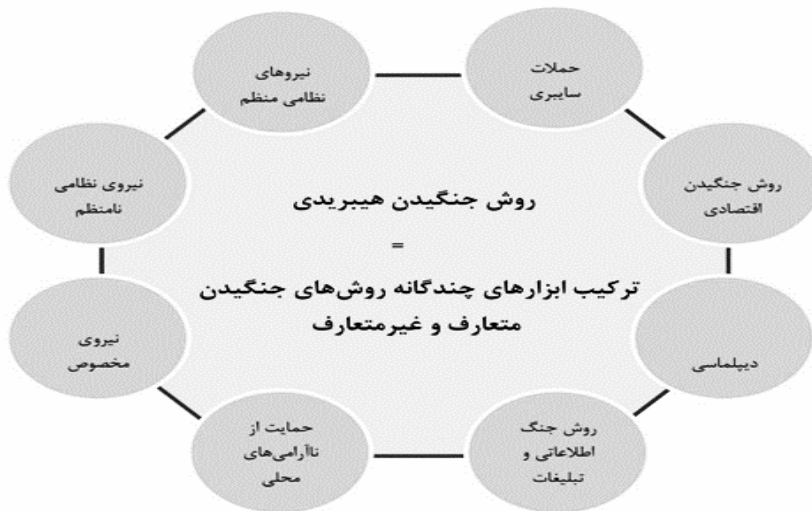 حملات
سایبری
نیروهای
نظامی منظم
روش جنگیدن
اقتصادی
نیروی نظامی
نامنظم
روش جنگیدن هیبریدی
=
ترکیب ابزارهای چندگانه روش‌های جنگیدن
متعارف و غیرمتعارف
دیپلماسی
نیروی
مخصوص
روش جنگ
اطلاعاتی و
تبلیغات
حمایت از
ناآرامی‌های
محلی